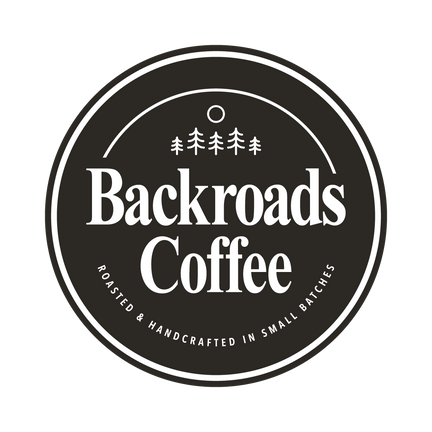 Backroads
Coffee
ROASTED & HANDCRAFTED IN SMALL BATCHES